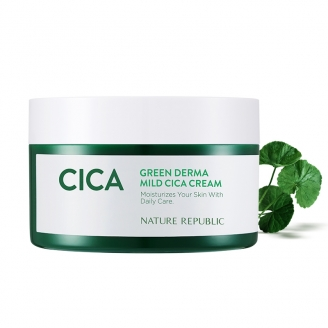 CICA
GREEN DERMA
MILD CICA CREAM
Moisturizes Your Skin With
Daily Care.
NATURE REPUBLIC